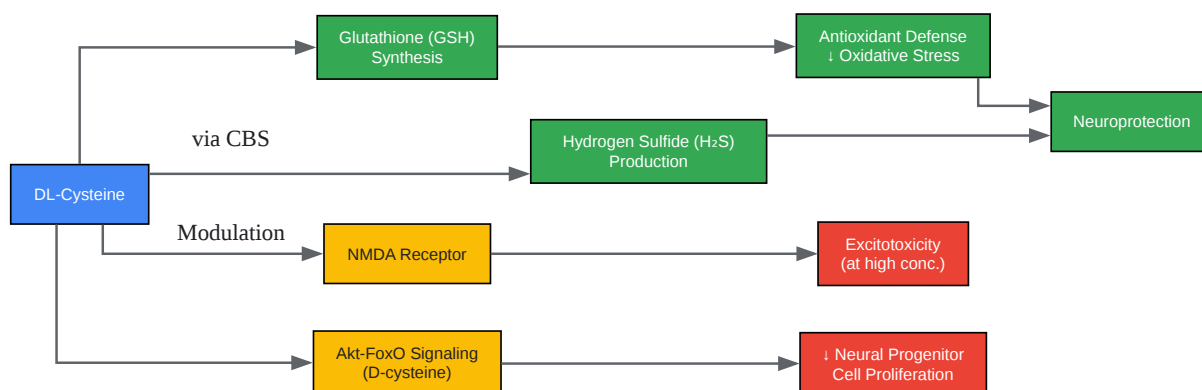 Glutathione (GSH)
Synthesis
Antioxidant Defense
↓ Oxidative Stress
Neuroprotection
via CBS
Hydrogen Sulfide (H₂S)
Production
DL-Cysteine
Modulation
NMDA Receptor
Excitotoxicity
(at high conc.)
Akt-FoxO Signaling
(D-cysteine)
↓ Neural Progenitor
Cell Proliferation